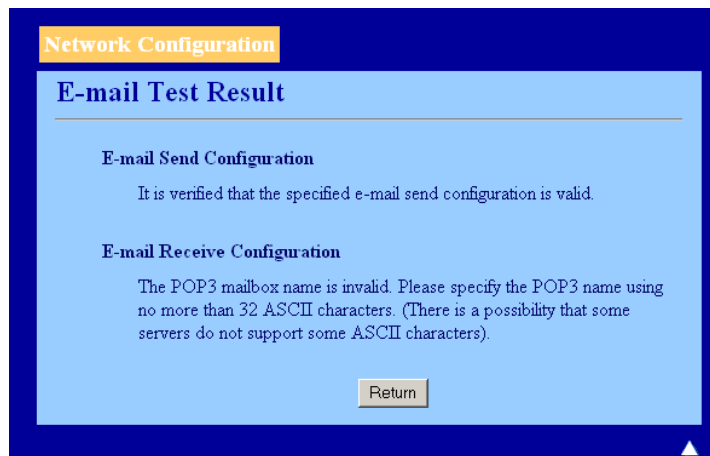 Network Configuration
E-mail Test Result
E-mail Send Configuration
It is verified that the specified e-mail send configuration is valid.
E-mail Receive Configuration
The POP3 mailbox name is invalid. Please specify the POP3 name using
no more than 32 ASCII characters. (There is a possibility that some
servers do not support some ASCII characters).
Return